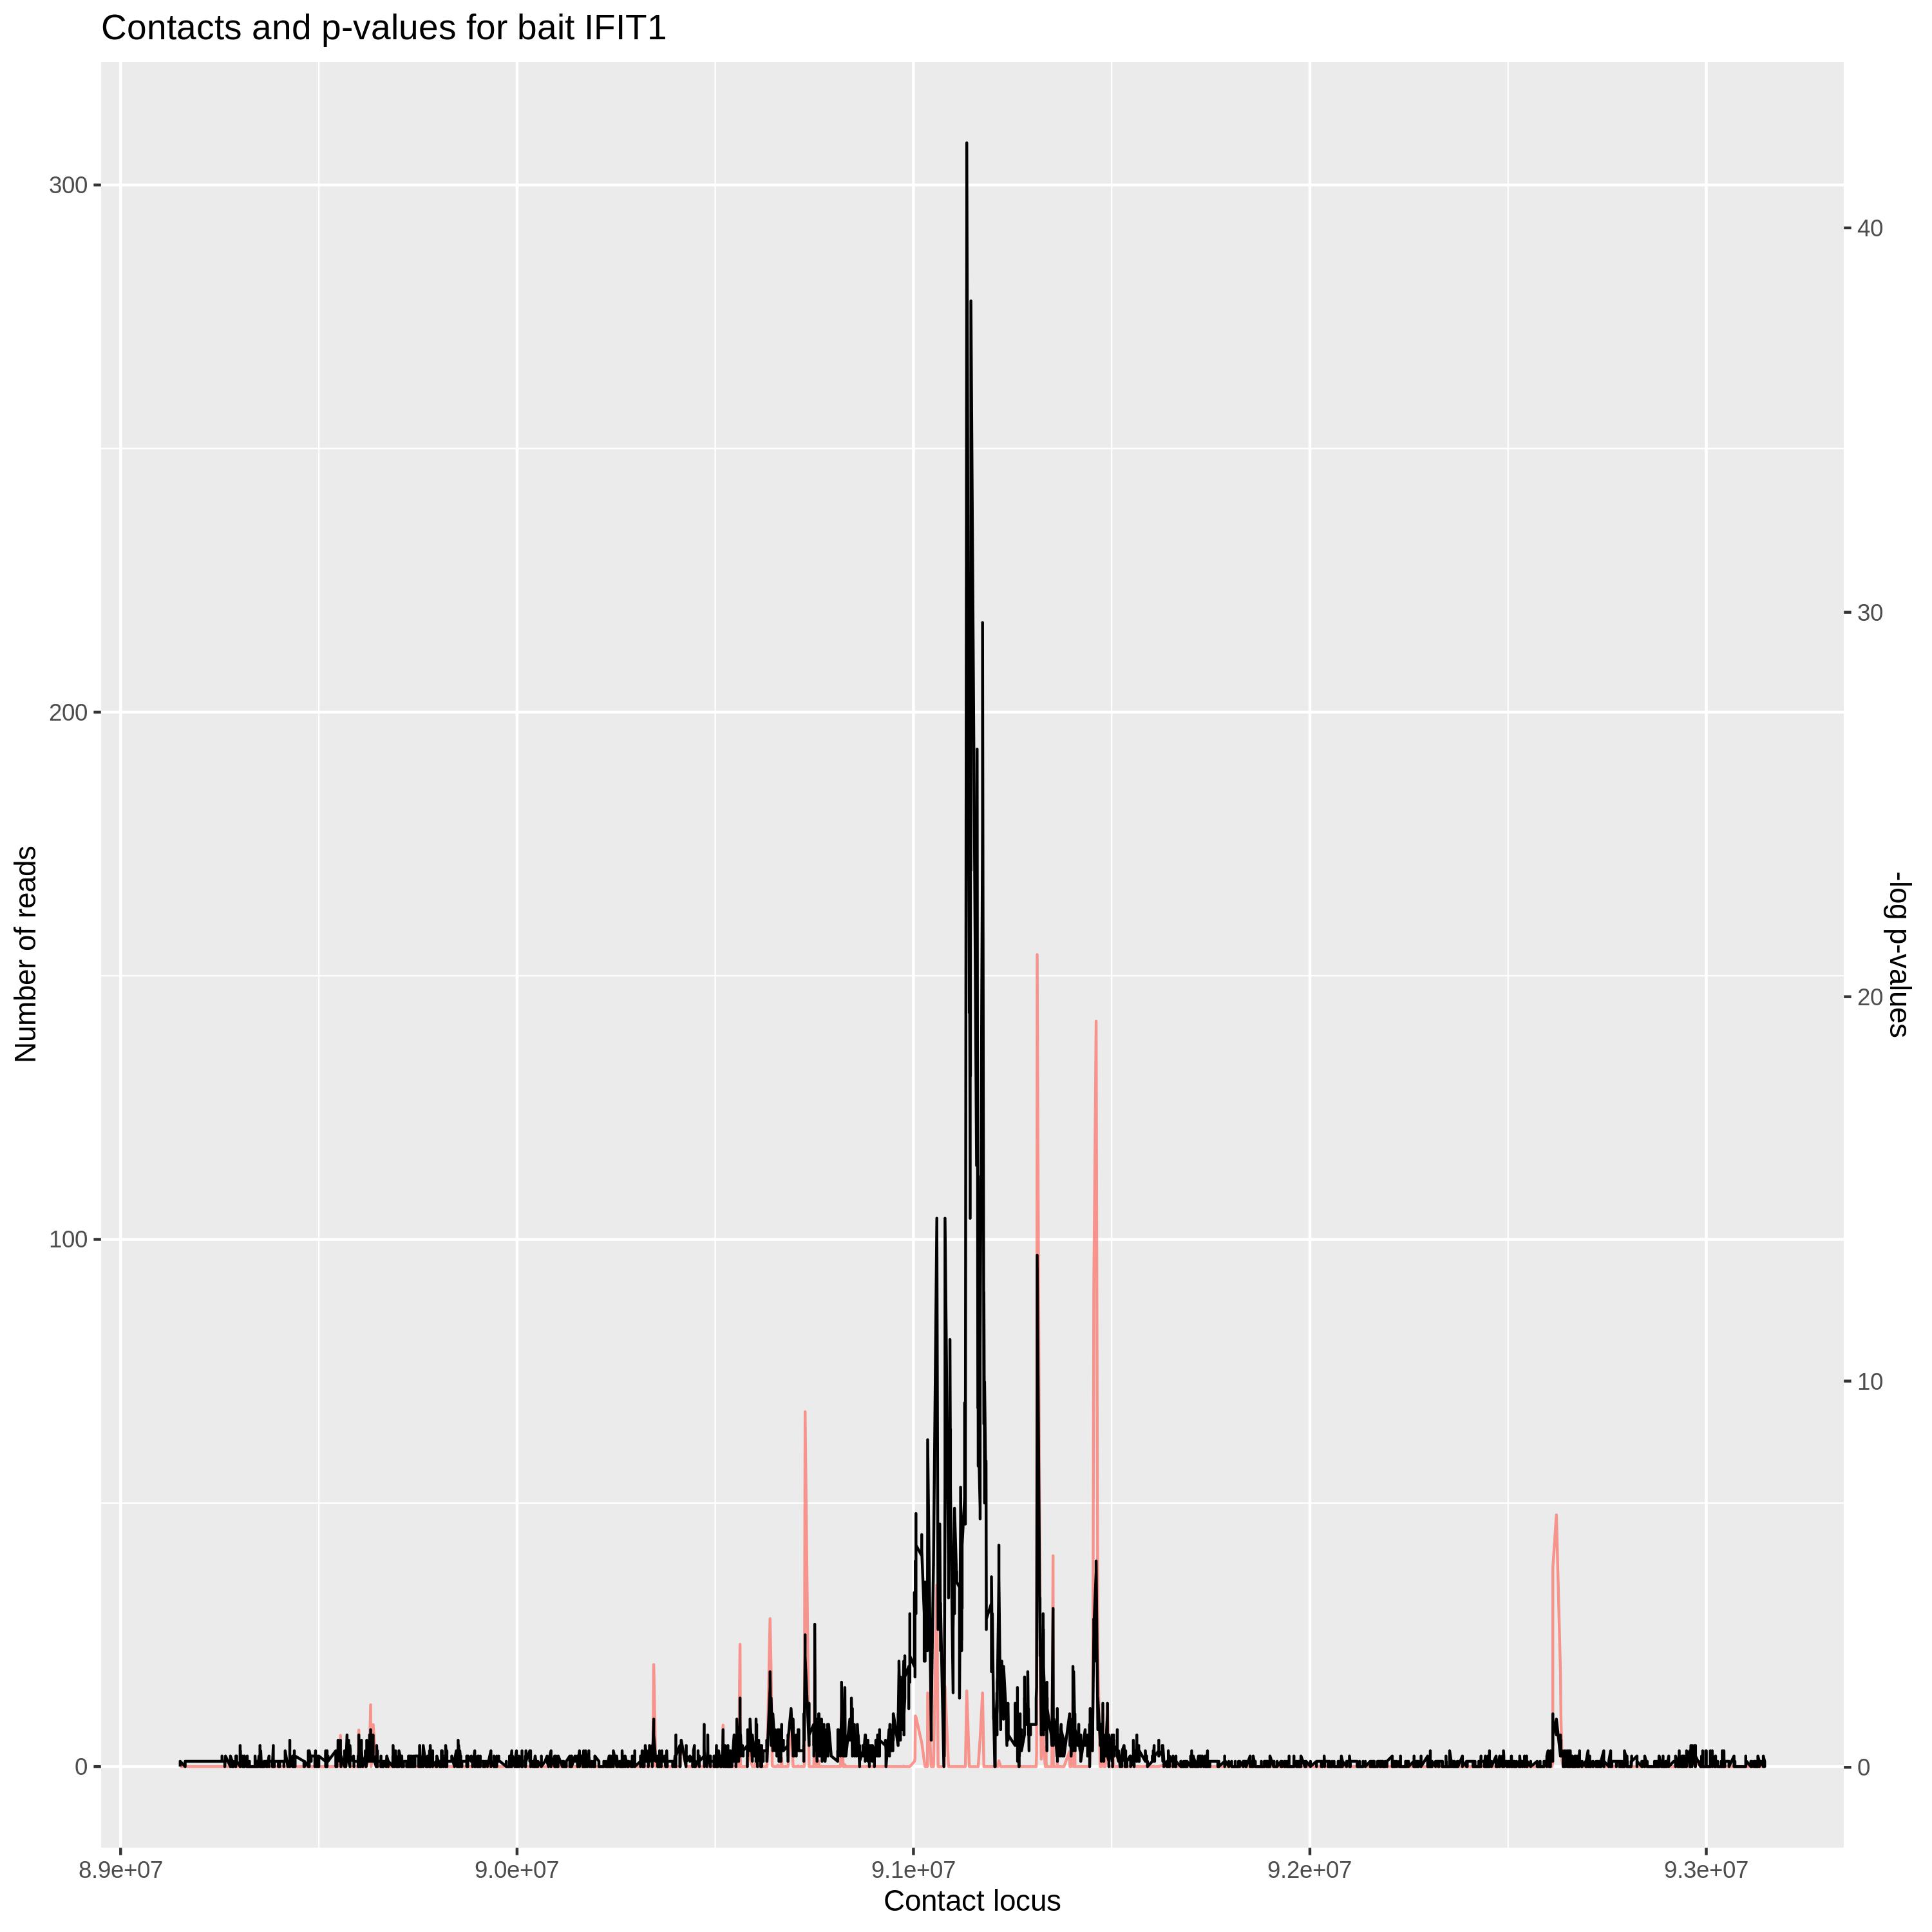 Contacts and p-values for bait IFIT1
Number of reads
300
200
100
0
40
30
20
10
0
-log p-values
8.9e+07
9.0e+07
9.1e+07
9.2e+07
9.3e+07
Contact locus